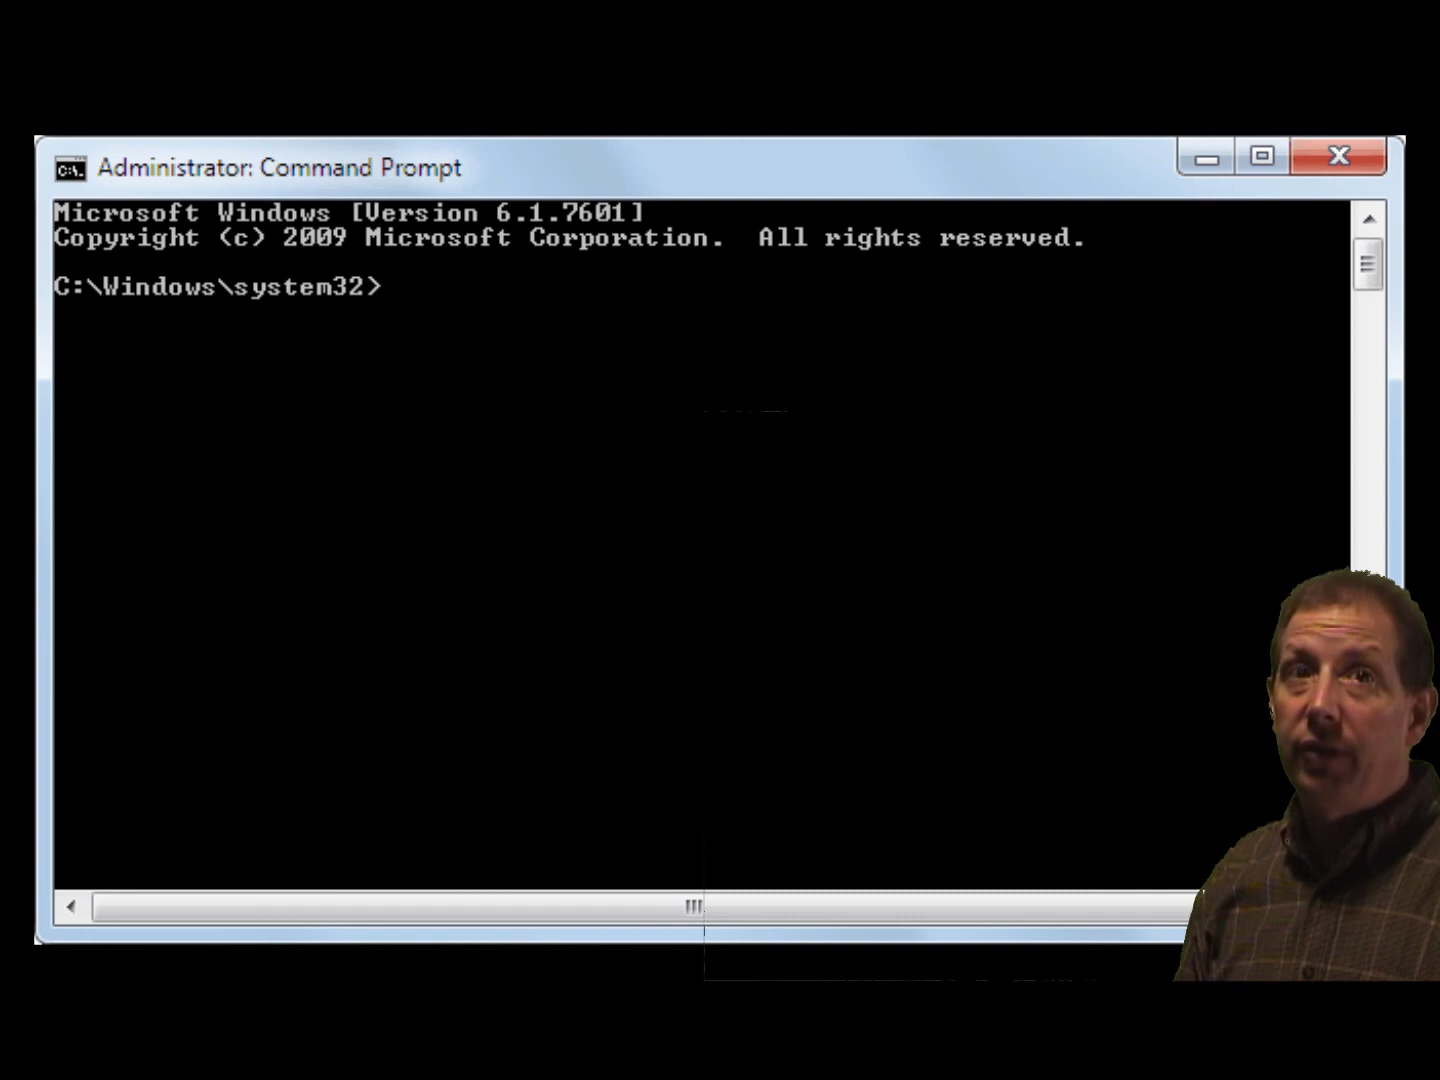 C:\.
Administrator: Command Prompt
Microsoft Windows [Version 6.1.7601]
Copyright (c) 2009 Microsoft Corporation.  All rights reserved.
C:\Windows\system32>